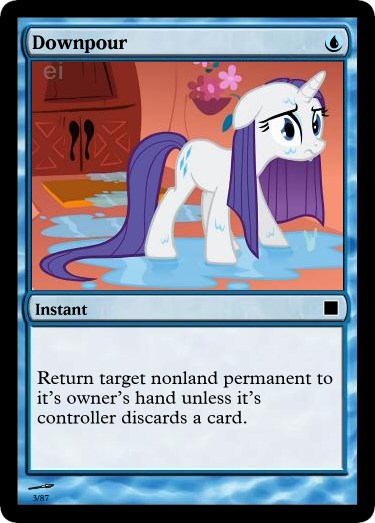 Downpour
ei
Instant
Return target nonland permanent to
it's owner's hand unless it's
controller discards a card.
3/87